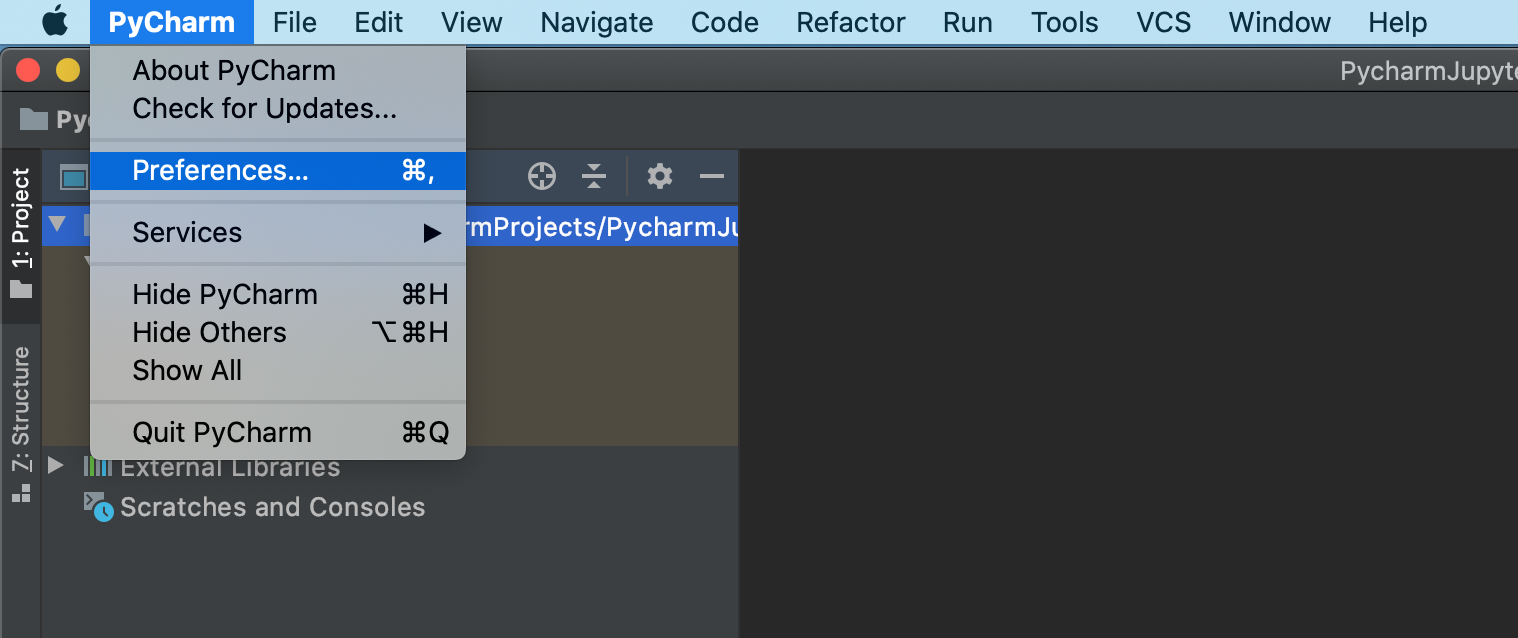 PyCharm File Edit View Navigate Code Refactor Run Tools VCS Window Help
About PyCharm
Check for Updates...
Preferences... ⌘,
Services ▶
Hide PyCharm ⌘H
Hide Others ⌥⌘H
Show All
Quit PyCharm ⌘Q
PycharmJupyte
Py
1: Project
rmProjects/PycharmJu
7: Structure
External Libraries
Scratches and Consoles